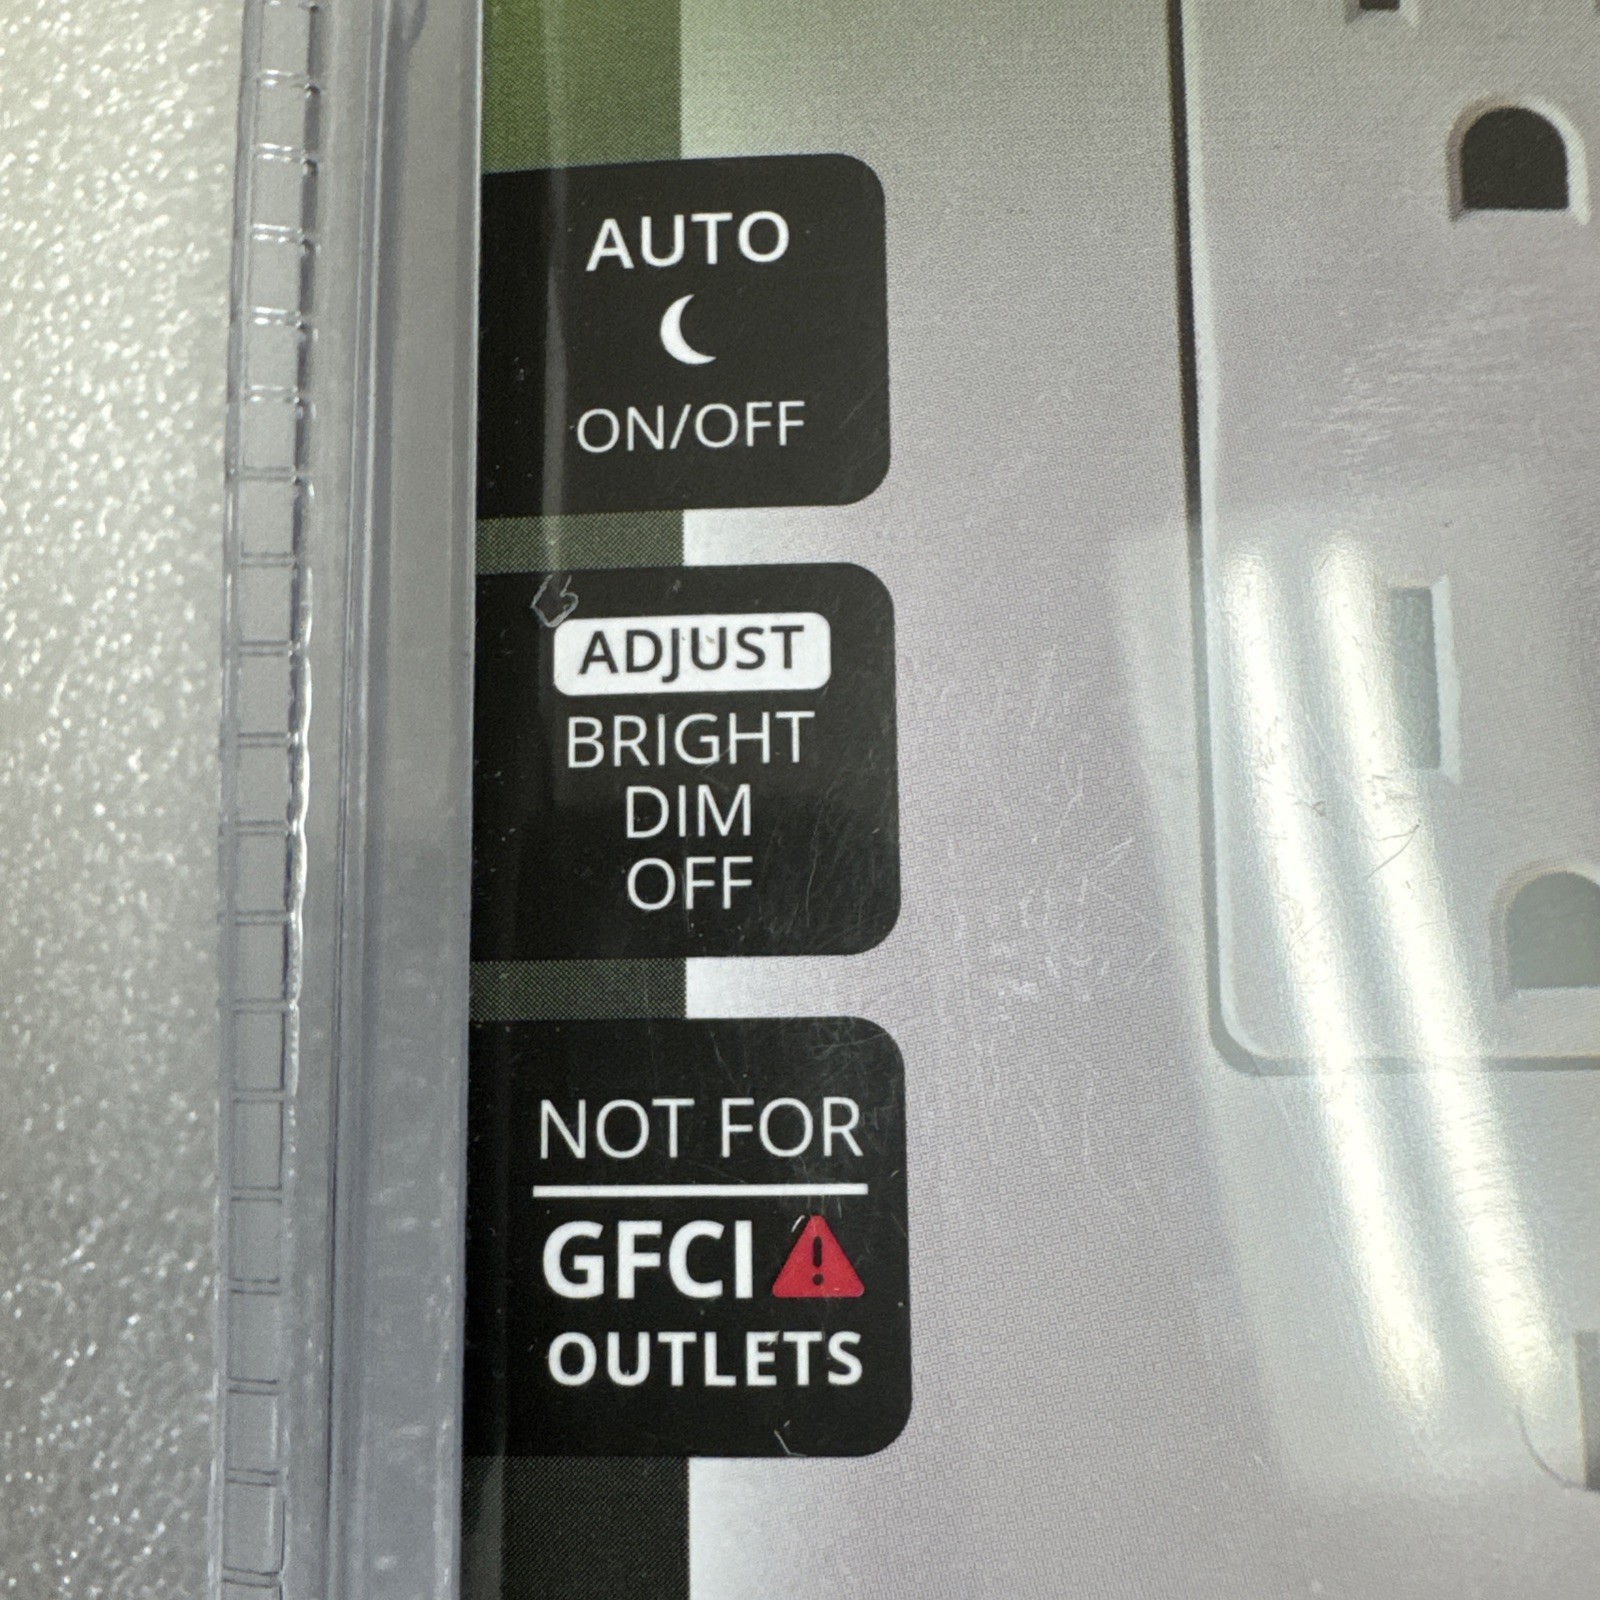 AUTO
ON/OFF
ADJUST
BRIGHT
DIM
OFF
NOT FOR
GFCI
OUTLETS